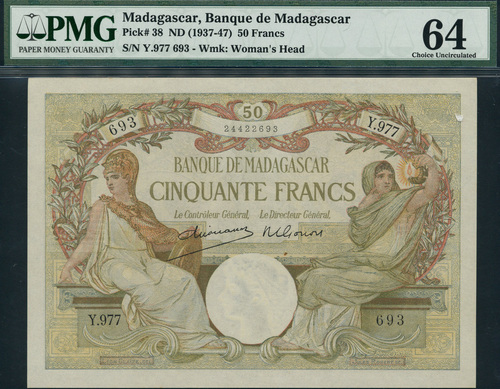 PMG
PAPER MONEY GUARANTY
Madagascar, Banque de Madagascar
Pick# 38 ND (1937-47) 50 Francs
S/N Y.977 693 - Wmk: Woman's Head
64
Choice Uncirculated
50
693
24422693
Y.977
BANQUE DE MADAGASCAR
CINQUANTE FRANCS
Le Contrôleur Général,
Le Directeur Général,
Y.977
693